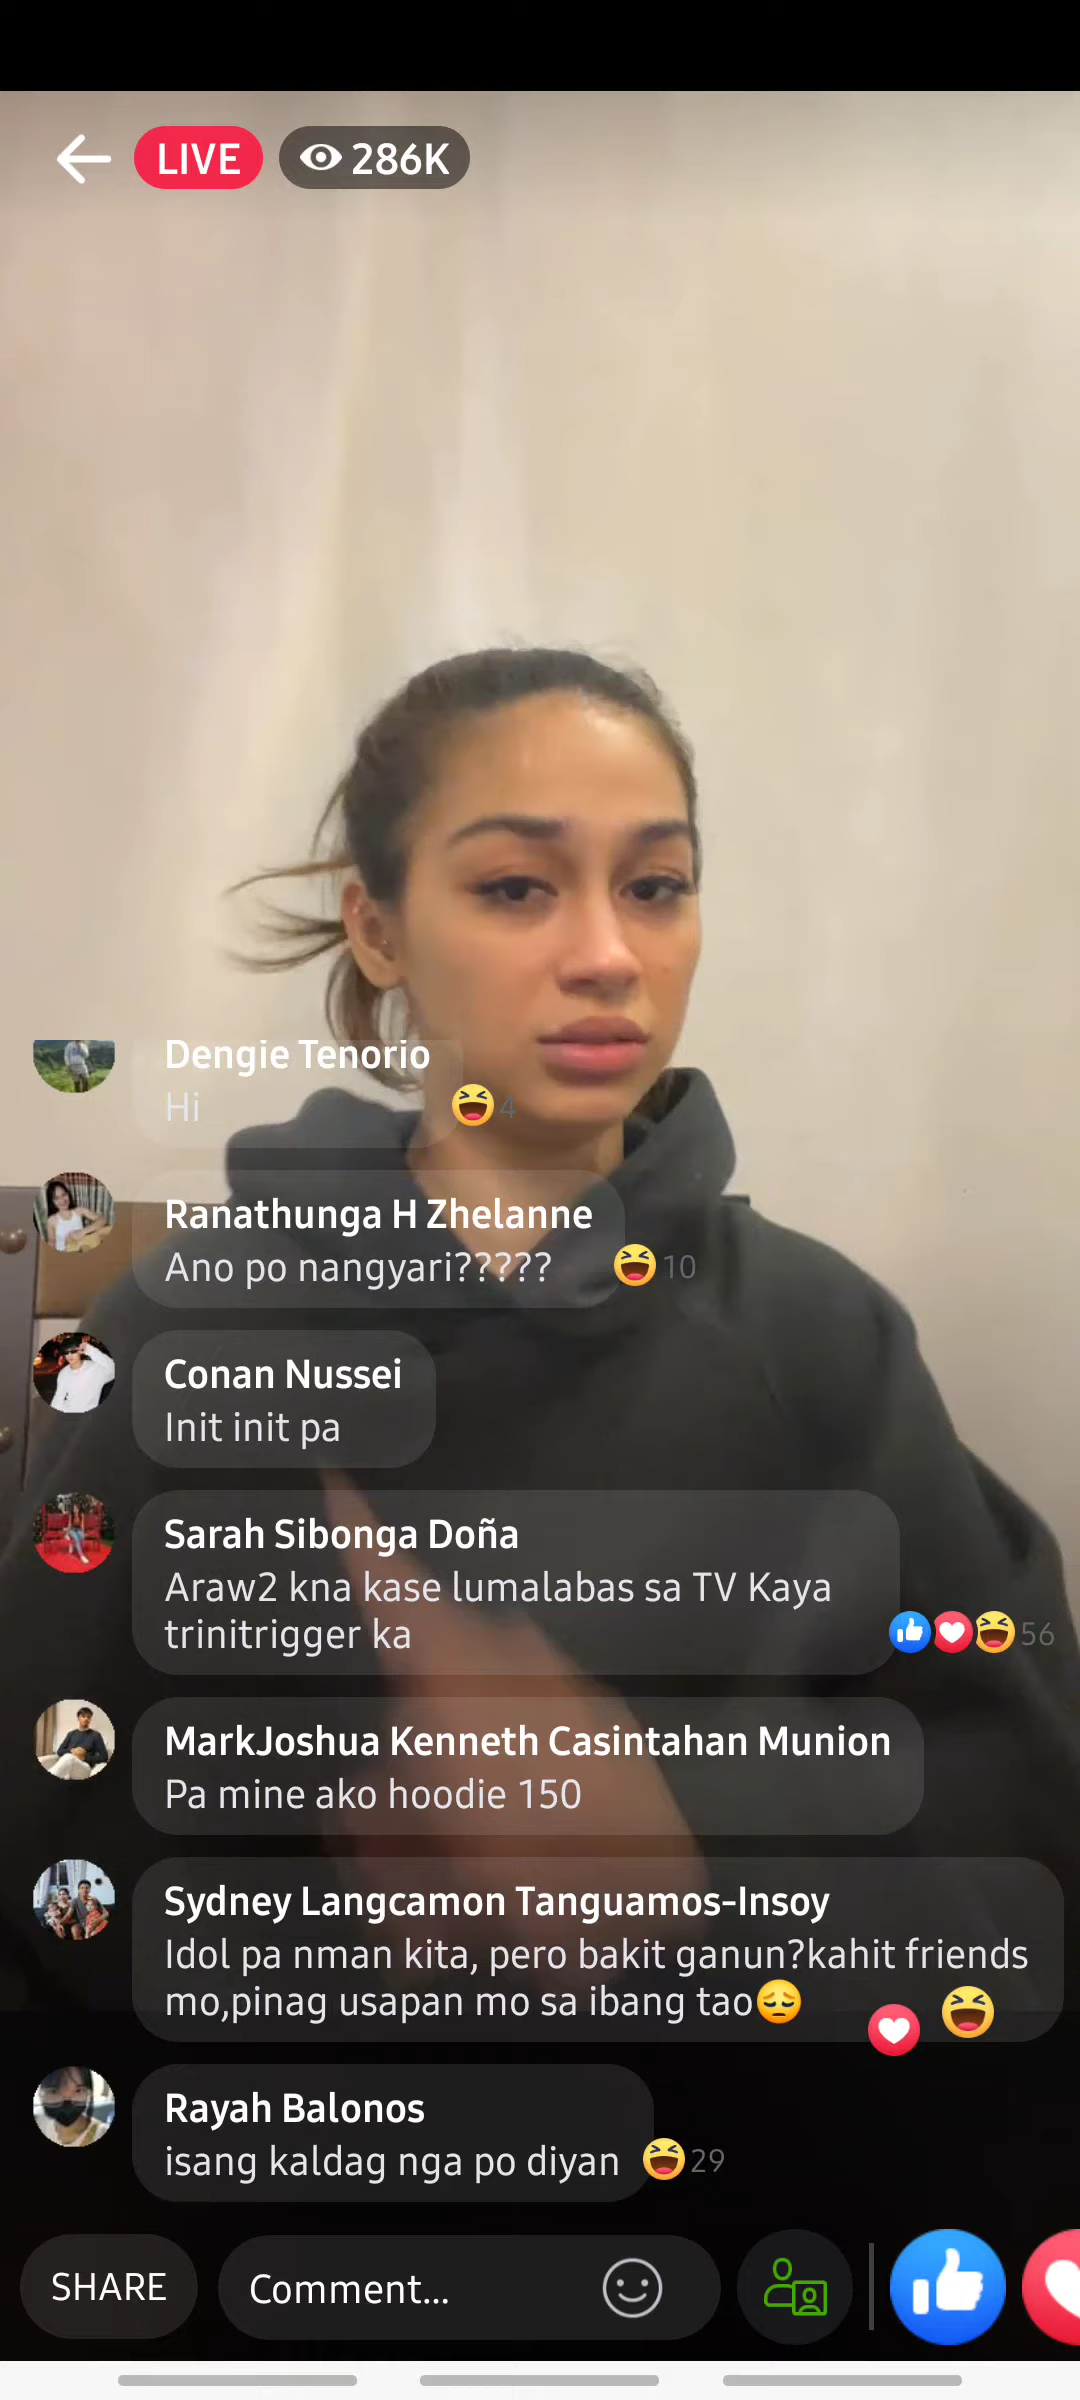 LIVE 286K
Dengie Tenorio
Hi
4
Ranathunga H Zhelanne
Ano po nangyari?????
10
Conan Nussei
Init init pa
Sarah Sibonga Doña
Araw2 kna kase lumalabas sa TV Kaya
trinitrigger ka
56
MarkJoshua Kenneth Casintahan Munion
Pa mine ako hoodie 150
Sydney Langcamon Tanguamos-Insoy
Idol pa nman kita, pero bakit ganun?kahit friends
mo,pinag usapan mo sa ibang tao😔
Rayah Balonos
isang kaldag nga po diyan
29
SHARE
Comment...